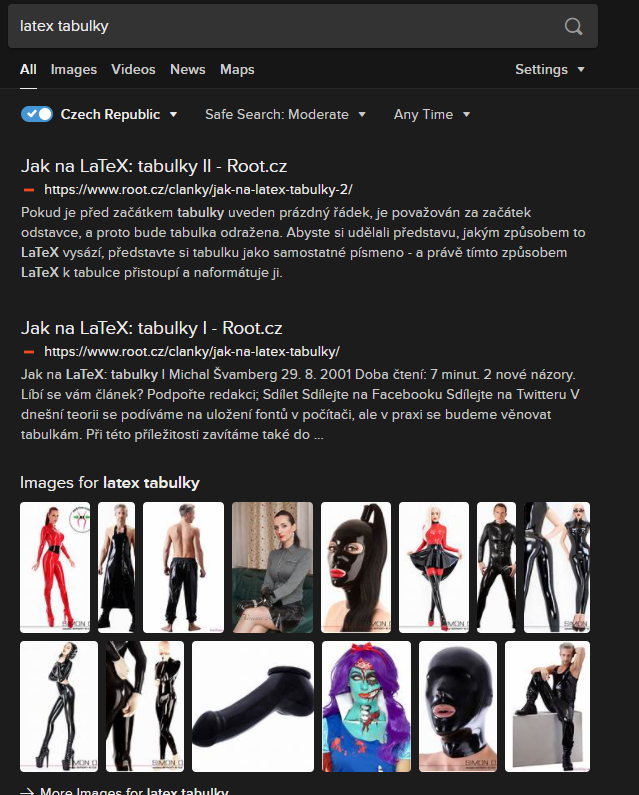 latex tabulky
All Images Videos News Maps Settings
Czech Republic Safe Search: Moderate Any Time
Jak na LaTeX: tabulky II - Root.cz
https://www.root.cz/clanky/jak-na-latex-tabulky-2/
Pokud je před začátkem tabulky uveden prázdný řádek, je považován za začátek
odstavce, a proto bude tabulka odražena. Abyste si udělali představu, jakým způsobem to
LaTeX vysází, představte si tabulku jako samostatné písmeno - a právě tímto způsobem
LaTeX k tabulce přistoupí a naformátuje ji.
Jak na LaTeX: tabulky I - Root.cz
https://www.root.cz/clanky/jak-na-latex-tabulky/
Jak na LaTeX: tabulky I Michal Švamberg 29. 8. 2001 Doba čtení: 7 minut. 2 nové názory.
Líbí se vám článek? Podpořte redakci; Sdílet Sdílejte na Facebooku Sdílejte na Twitteru V
dnešní teorii se podíváme na uložení fontů v počítači, ale v praxi se budeme věnovat
tabulkám. Při této příležitosti zavítáme také do ...
Images for latex tabulky
More Images for latex tabulky